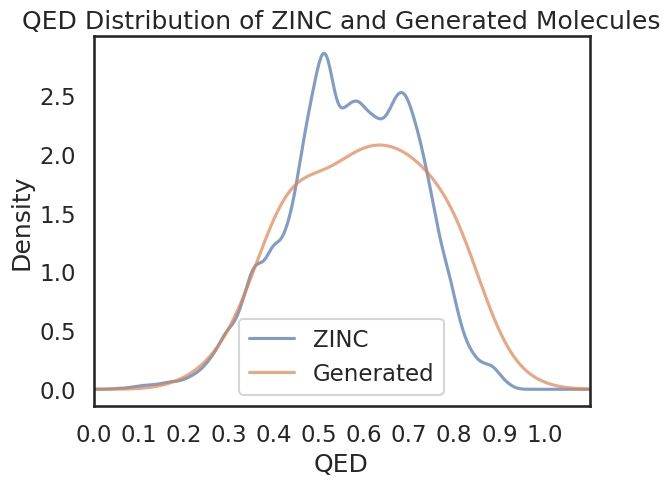 QED Distribution of ZINC and Generated Molecules
Density
2.5
2.0
1.5
1.0
0.5
0.0
ZINC
Generated
0.0 0.1 0.2 0.3 0.4 0.5 0.6 0.7 0.8 0.9 1.0
QED